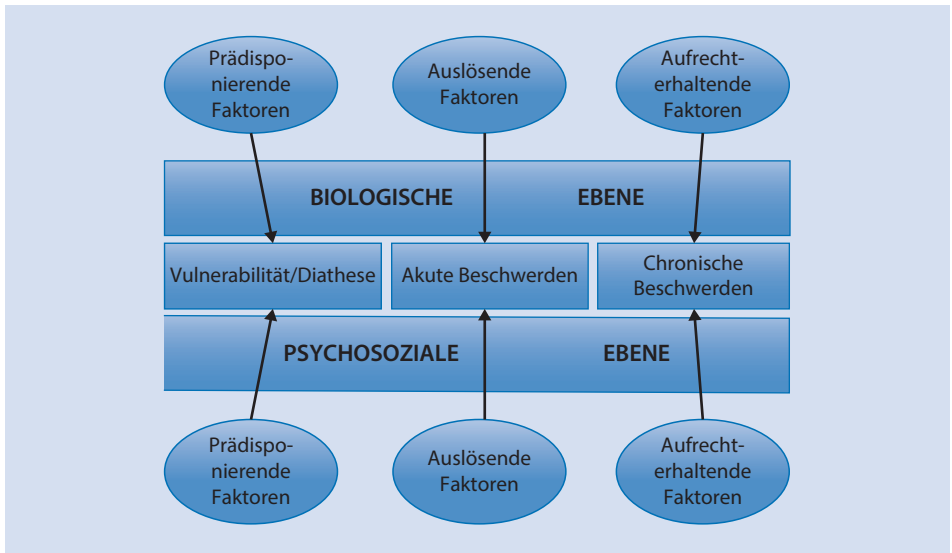 Prädispo-
nierende
Faktoren
Auslösende
Faktoren
Aufrecht-
erhaltende
Faktoren
BIOLOGISCHE EBENE
Vulnerabilität/Diathese
Akute Beschwerden
Chronische
Beschwerden
PSYCHOSOZIALE EBENE
Prädispo-
nierende
Faktoren
Auslösende
Faktoren
Aufrecht-
erhaltende
Faktoren